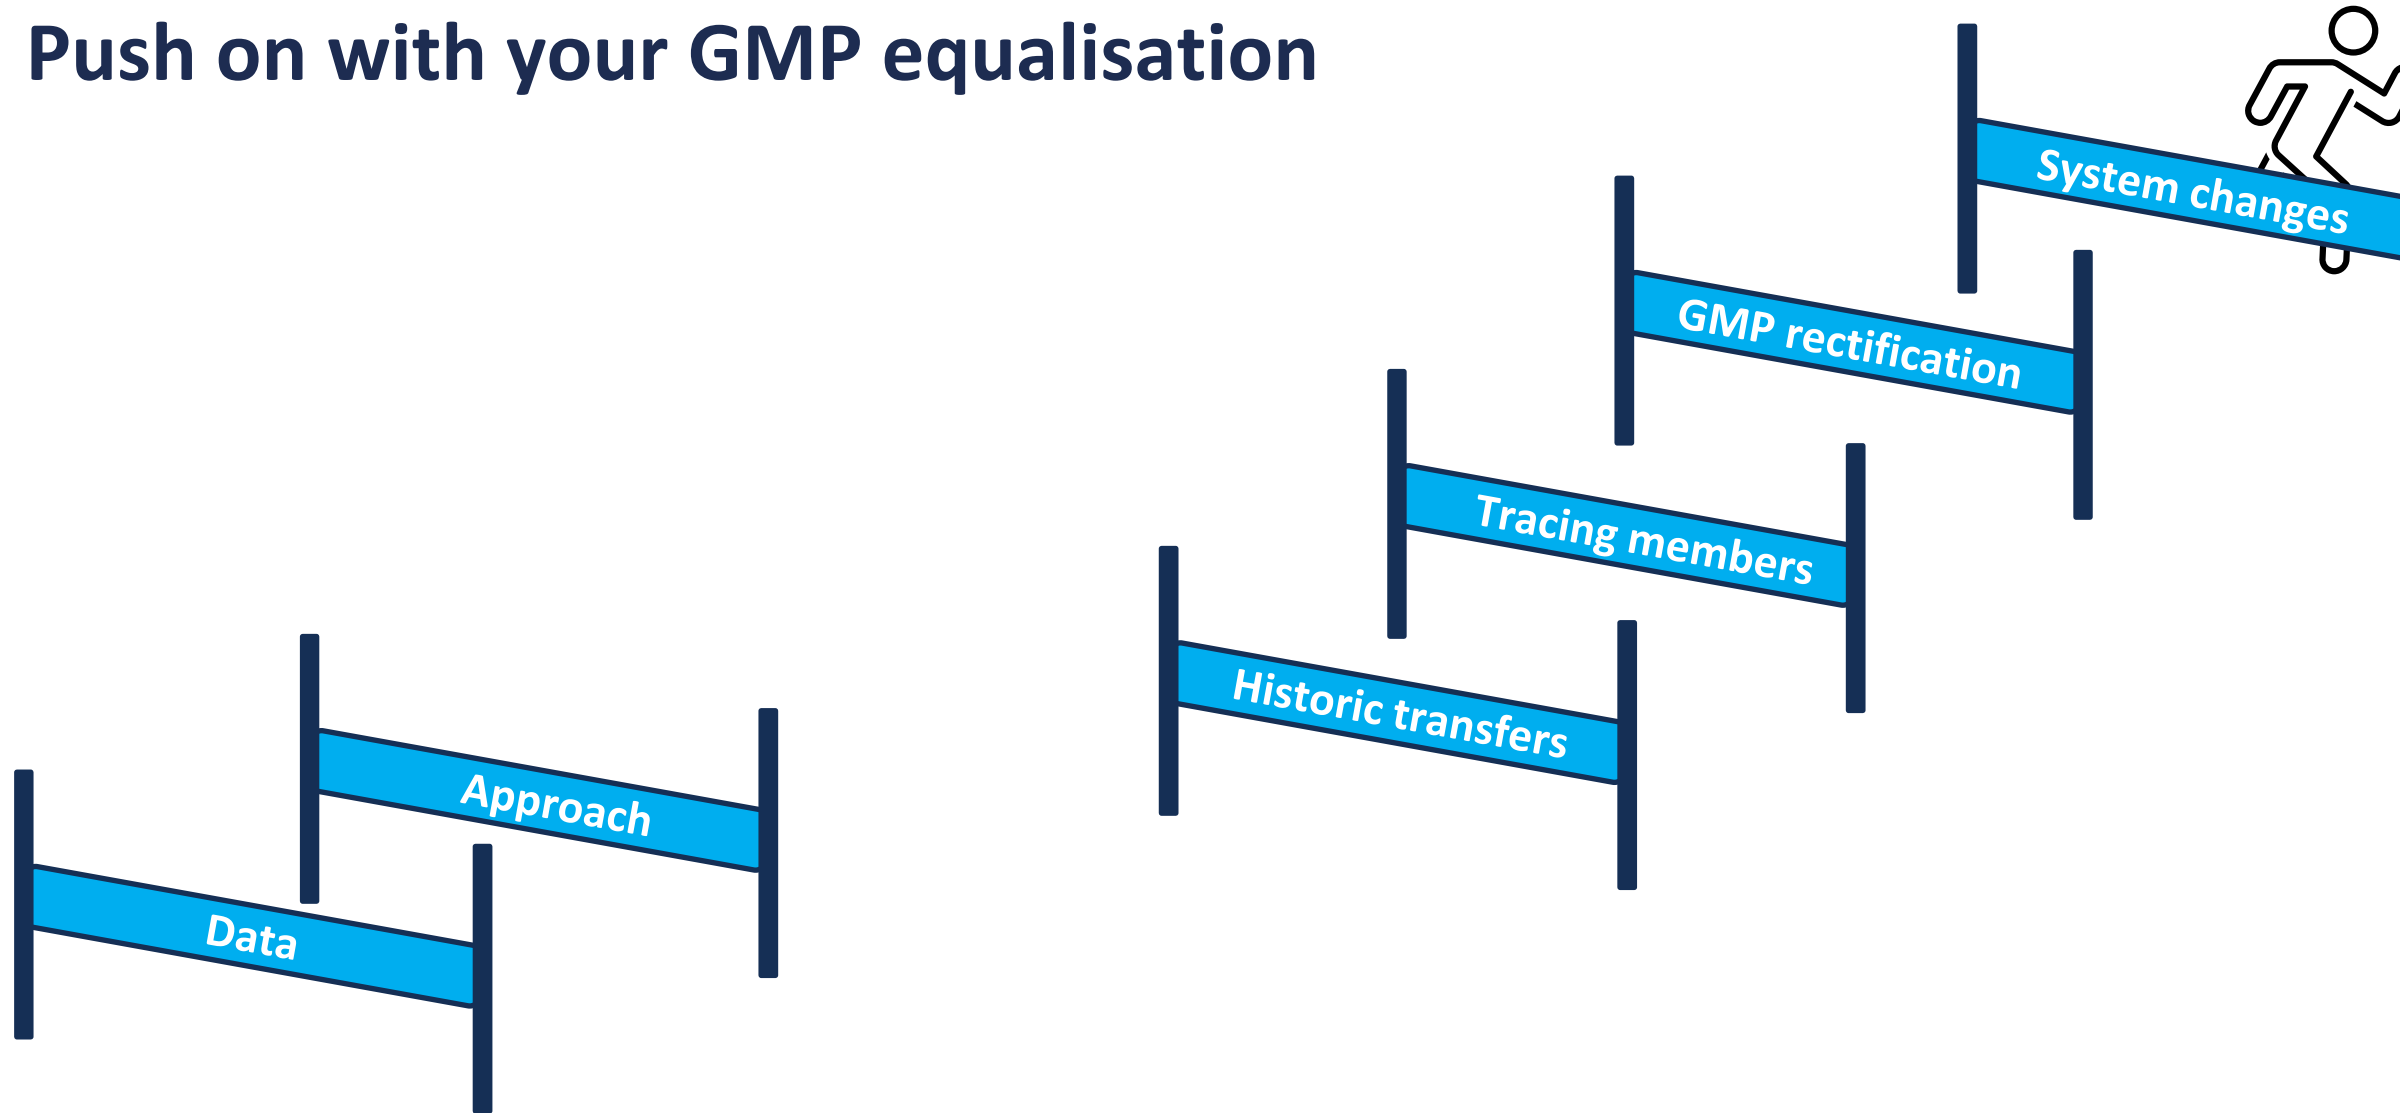 Push on with your GMP equalisation
System changes
GMP rectification
Tracing members
Historic transfers
Approach
Data